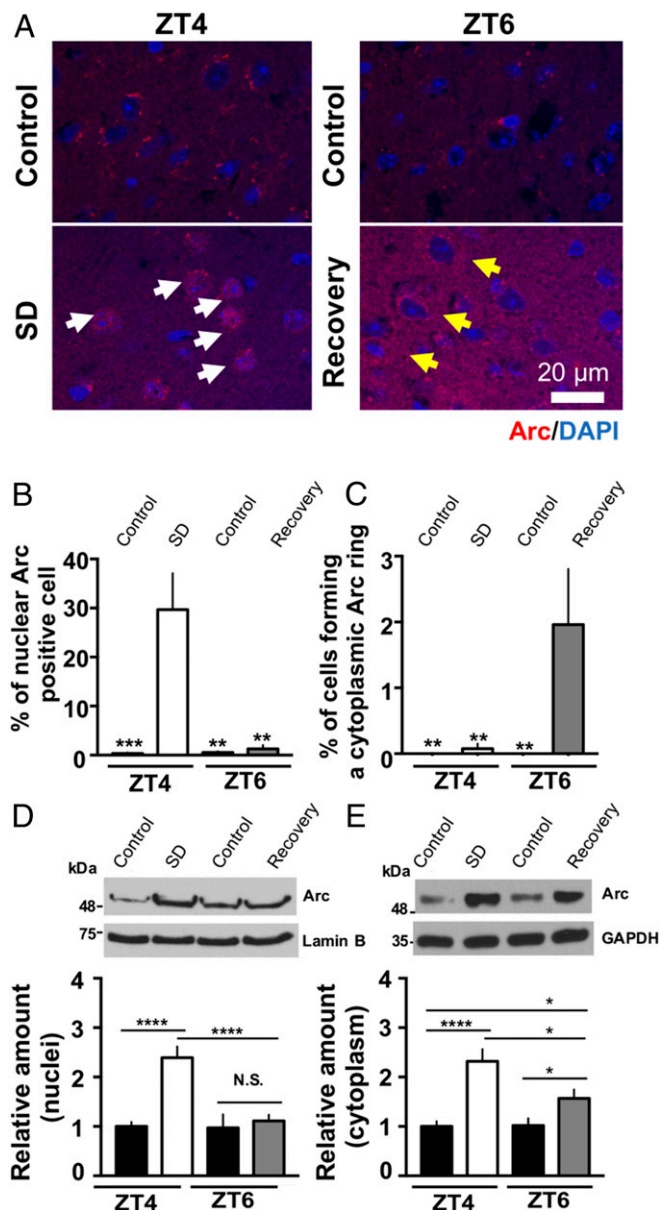 A
ZT4
ZT6
Control
Control
SD
Recovery
20 µm
Arc/DAPI
B
Control
SD
Control
Recovery
% of nuclear Arc
positive cell
40
30
20
10
0
***
**
**
ZT4
ZT6
C
Control
SD
Control
Recovery
% of cells forming
a cytoplasmic Arc ring
3
2
1
0
**
**
**
ZT4
ZT6
D
kDa
Control
SD
Control
Recovery
48-
Arc
75-
Lamin B
Relative amount
(nuclei)
4
3
2
1
0
****
****
N.S.
ZT4
ZT6
E
kDa
Control
SD
Control
Recovery
48-
Arc
35-
GAPDH
Relative amount
(cytoplasm)
4
3
2
1
0
*
****
*
*
ZT4
ZT6